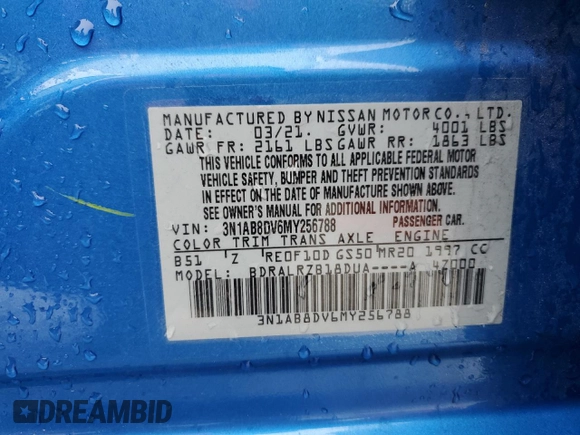 MANUFACTURED BY NISSAN MOTOR CO., LTD.
DATE: 03/21. GVWR: 4001 LBS
GAWR FR: 2161 LBS GAWR RR: 1863 LBS
THIS VEHICLE CONFORMS TO ALL APPLICABLE FEDERAL MOTOR
VEHICLE SAFETY, BUMPER AND THEFT PREVENTION STANDARDS
IN EFFECT ON THE DATE OF MANUFACTURE SHOWN ABOVE.
SEE OWNER'S MANUAL FOR ADDITIONAL INFORMATION.
VIN: 3N1AB8DV6MY256788 PASSENGER CAR.
COLOR TRIM TRANS AXLE ENGINE
B51 Z RE0F10D GS50 MR20 1997 CC
MODEL: BDRALRZB18DUA----A 47000
3N1AB8DV6MY256788
DREAMBID